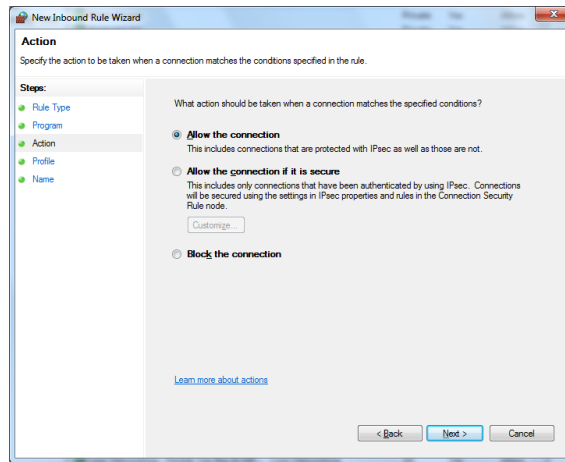 New Inbound Rule Wizard
Action
Specify the action to be taken when a connection matches the conditions specified in the rule.
Steps:
Rule Type
Program
Action
Profile
Name
What action should be taken when a connection matches the specified conditions?
Allow the connection
This includes connections that are protected with IPsec as well as those are not.
Allow the connection if it is secure
This includes only connections that have been authenticated by using IPsec. Connections
will be secured using the settings in IPsec properties and rules in the Connection Security
Rule node.
Customize...
Block the connection
Learn more about actions
< Back
Next >
Cancel